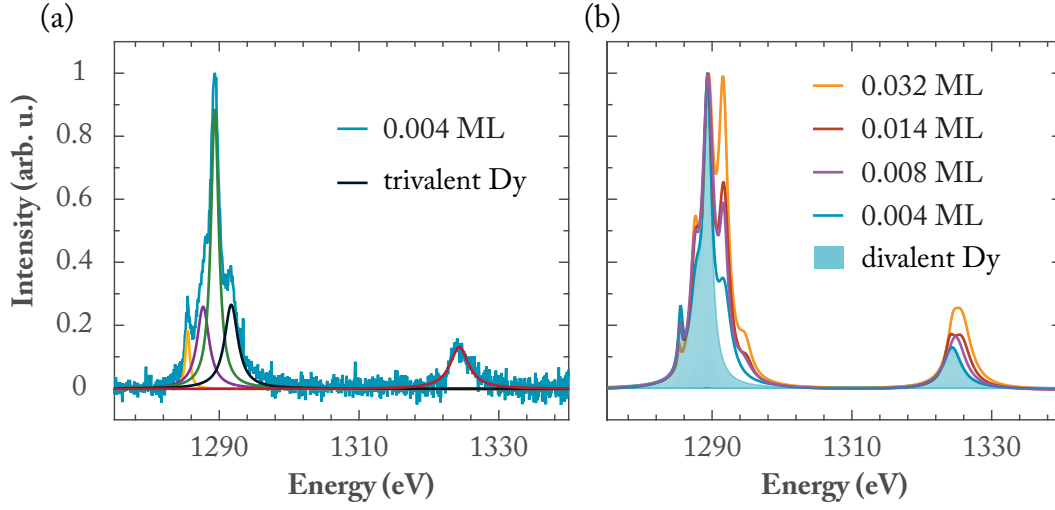 (a)
(b)
Intensity (arb. u.)
1
0.8
0.6
0.4
0.2
0
0.004 ML
trivalent Dy
1290
1310
1330
Energy (eV)
0.032 ML
0.014 ML
0.008 ML
0.004 ML
divalent Dy
1290
1310
1330
Energy (eV)